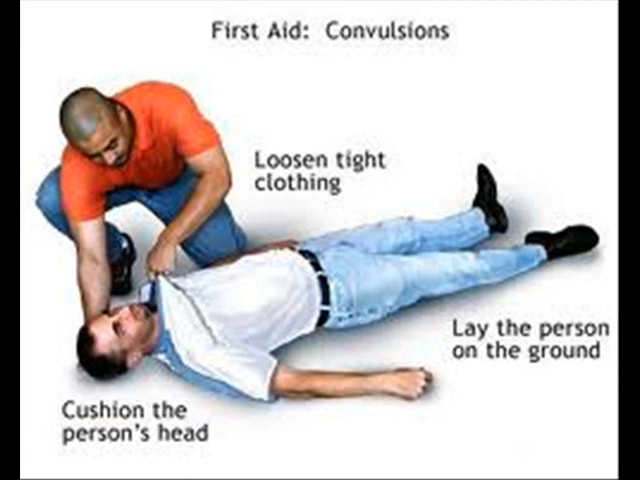 First Aid: Convulsions
Loosen tight
clothing
Lay the person
on the ground
Cushion the
person's head